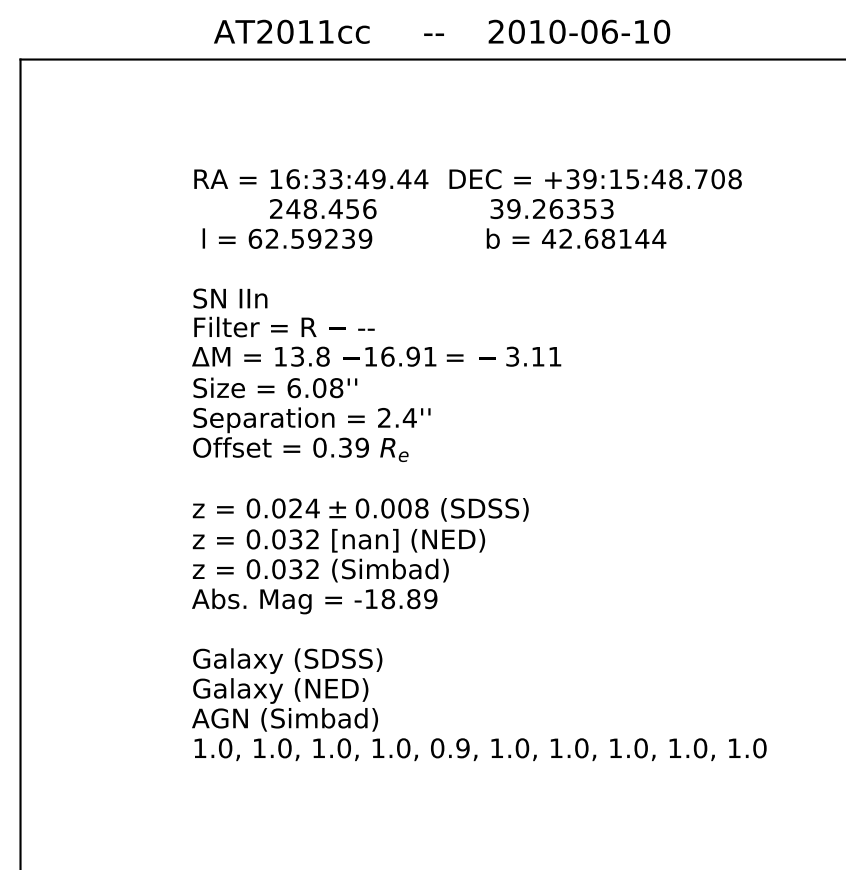 AT2011cc -- 2010-06-10
RA = 16:33:49.44 DEC = +39:15:48.708
248.456 39.26353
l = 62.59239 b = 42.68144
SN IIn
Filter = R − --
ΔM = 13.8 −16.91 = − 3.11
Size = 6.08''
Separation = 2.4''
Offset = 0.39 Rₑ
z = 0.024 ± 0.008 (SDSS)
z = 0.032 [nan] (NED)
z = 0.032 (Simbad)
Abs. Mag = -18.89
Galaxy (SDSS)
Galaxy (NED)
AGN (Simbad)
1.0, 1.0, 1.0, 1.0, 0.9, 1.0, 1.0, 1.0, 1.0, 1.0